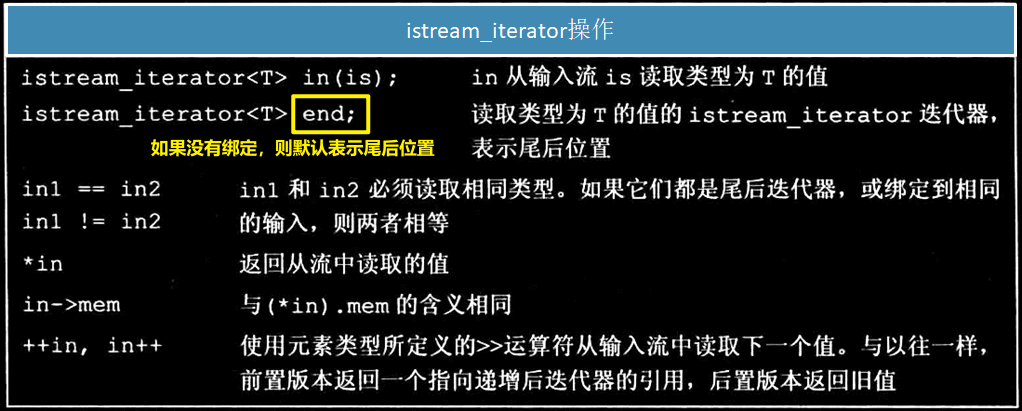 istream_iterator操作
istream_iterator<T> in(is); in 从输入流 is 读取类型为 T 的值
istream_iterator<T> end; 读取类型为 T 的值的 istream_iterator 迭代器，
如果没有绑定，则默认表示尾后位置 表示尾后位置
in1 == in2 in1 和 in2 必须读取相同类型。如果它们都是尾后迭代器，或绑定到相同
in1 != in2 的输入，则两者相等
*in 返回从流中读取的值
in->mem 与(*in).mem 的含义相同
++in, in++ 使用元素类型所定义的>>运算符从输入流中读取下一个值。与以往一样，
前置版本返回一个指向递增后迭代器的引用，后置版本返回旧值